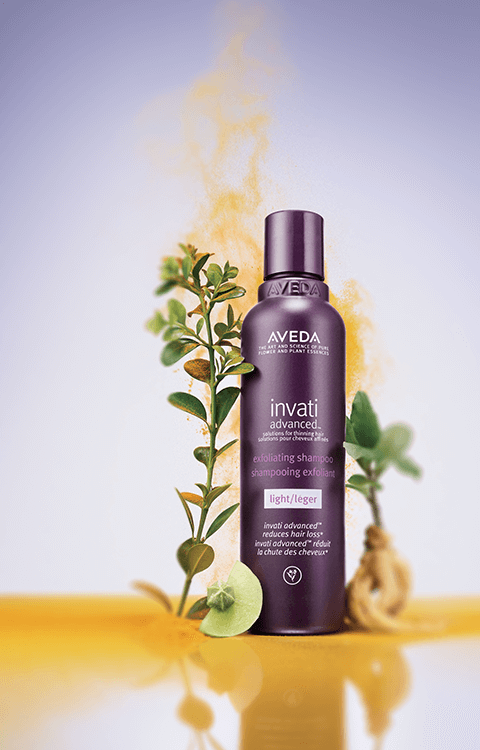 AVEDA
AVEDA
THE ART AND SCIENCE OF PURE
FLOWER AND PLANT ESSENCES
invati
advanced™
solutions for thinning hair
solutions pour cheveux affinés
exfoliating shampoo
shampooing exfoliant
light/léger
invati advanced™
reduces hair loss*
invati advanced™ réduit
la chute des cheveux*